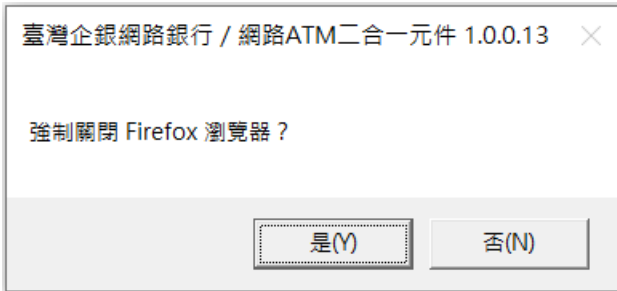 臺灣企銀網路銀行 / 網路ATM二合一元件 1.0.0.13
強制關閉 Firefox 瀏覽器？
是(Y)
否(N)